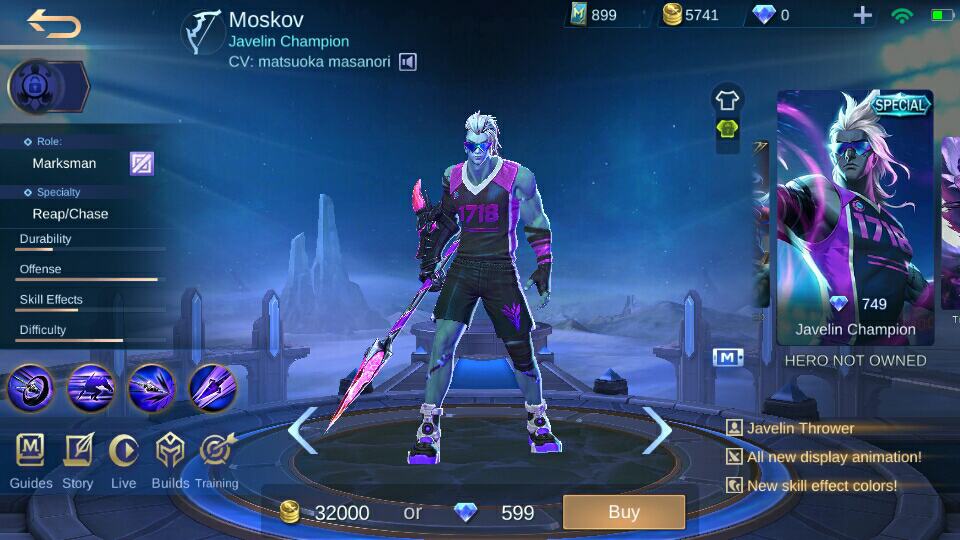 Moskov
Javelin Champion
CV: matsuoka masanori
899
5741
0
Role:
Marksman
Specialty
Reap/Chase
Durability
Offense
Skill Effects
Difficulty
Guides
Story
Live
Builds
Training
1718
SPECIAL
1718
749
Javelin Champion
HERO NOT OWNED
M
Javelin Thrower
All new display animation!
New skill effect colors!
32000
or
599
Buy